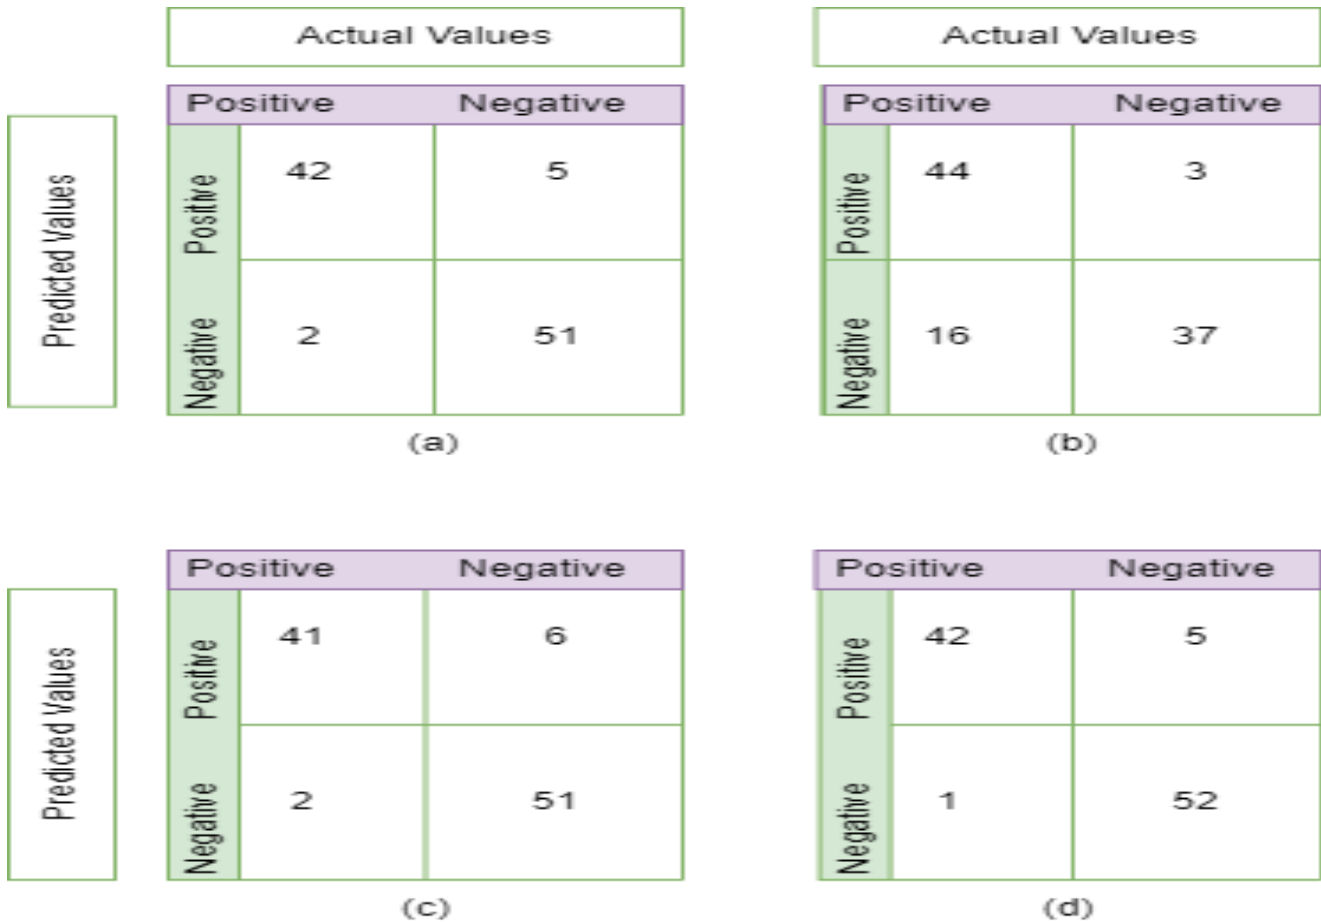 Actual Values
Actual Values
Positive Negative
Positive Negative
Predicted Values
Positive
42 5
Negative
2 51
(a)
Positive
44 3
Negative
16 37
(b)
Positive Negative
Positive Negative
Predicted Values
Positive
41 6
Negative
2 51
(c)
Positive
42 5
Negative
1 52
(d)